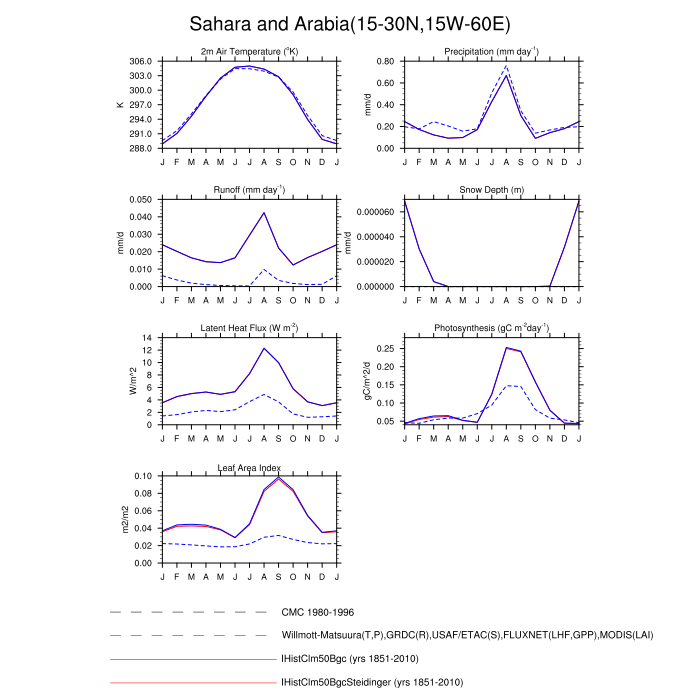 Sahara and Arabia(15-30N,15W-60E)
2m Air Temperature (°K)
Precipitation (mm day⁻¹)
306.0
303.0
300.0
297.0
294.0
291.0
288.0
K
J F M A M J J A S O N D J
0.80
0.60
0.40
0.20
0.00
mm/d
J F M A M J J A S O N D J
Runoff (mm day⁻¹)
Snow Depth (m)
0.050
0.040
0.030
0.020
0.010
0.000
mm/d
J F M A M J J A S O N D J
0.000060
0.000040
0.000020
0.000000
mm/d
J F M A M J J A S O N D J
Latent Heat Flux (W m⁻²)
Photosynthesis (gC m⁻²day⁻¹)
14
12
10
8
6
4
2
0
W/m^2
J F M A M J J A S O N D J
0.25
0.20
0.15
0.10
0.05
gC/m^2/d
J F M A M J J A S O N D J
Leaf Area Index
0.10
0.08
0.06
0.04
0.02
0.00
m2/m2
J F M A M J J A S O N D J
CMC 1980-1996
Willmott-Matsuura(T,P),GRDC(R),USAF/ETAC(S),FLUXNET(LHF,GPP),MODIS(LAI)
IHistClm50Bgc (yrs 1851-2010)
IHistClm50BgcSteidinger (yrs 1851-2010)